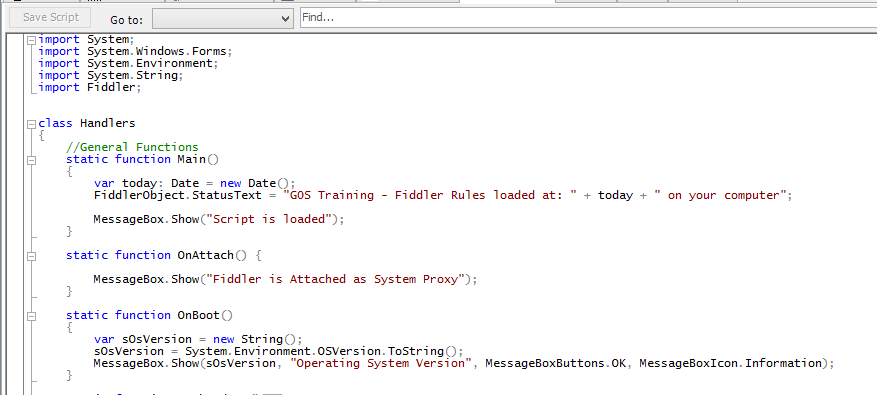 Save Script
Go to:
Find...
import System;
import System.Windows.Forms;
import System.Environment;
import System.String;
import Fiddler;
class Handlers
{
//General Functions
static function Main()
{
var today: Date = new Date();
FiddlerObject.StatusText = "GOS Training - Fiddler Rules loaded at: " + today + " on your computer";
MessageBox.Show("Script is loaded");
}
static function OnAttach() {
MessageBox.Show("Fiddler is Attached as System Proxy");
}
static function OnBoot()
{
var sOsVersion = new String();
sOsVersion = System.Environment.OSVersion.ToString();
MessageBox.Show(sOsVersion, "Operating System Version", MessageBoxButtons.OK, MessageBoxIcon.Information);
}